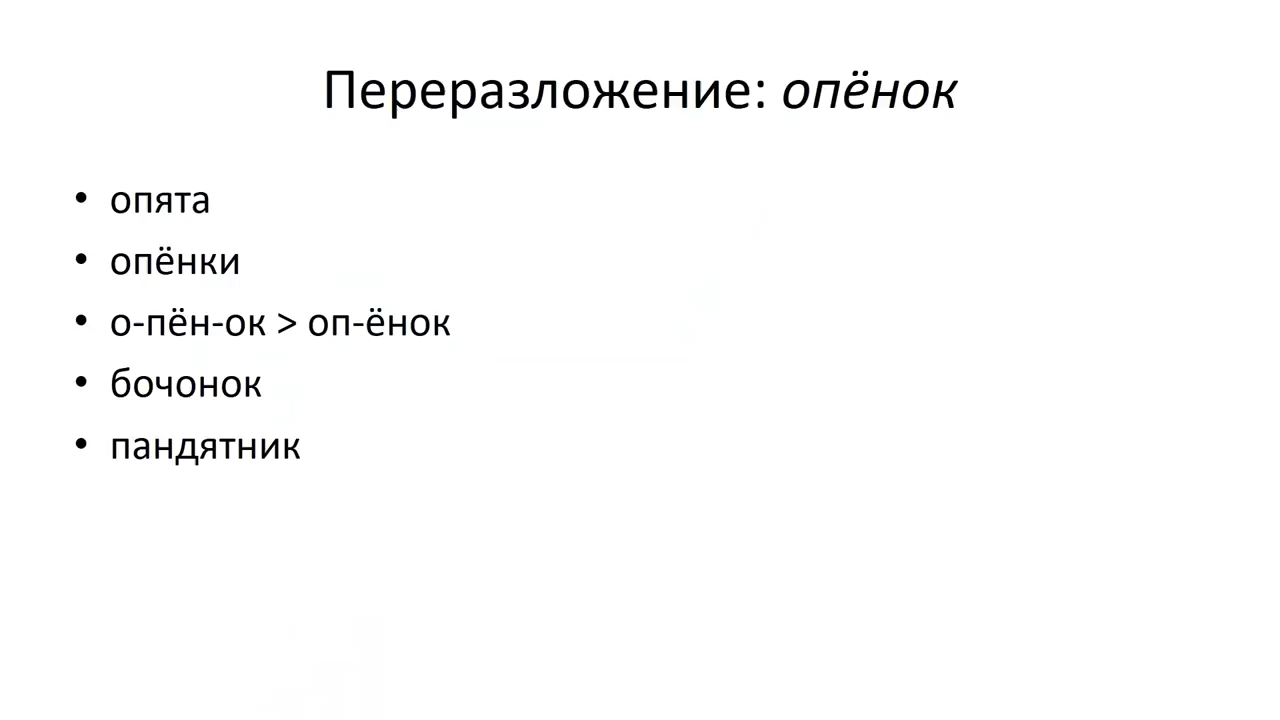 Переразложение: опёнок
• опята
• опёнки
• о-пён-ок > оп-ёнок
• бочонок
• пандятник